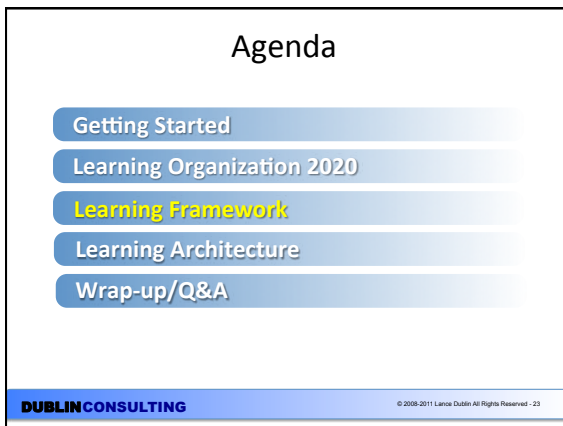 Agenda
Getting Started
Learning Organization 2020
Learning Framework
Learning Architecture
Wrap-up/Q&A
DUBLINCONSULTING
© 2008-2011 Lance Dublin All Rights Reserved - 23